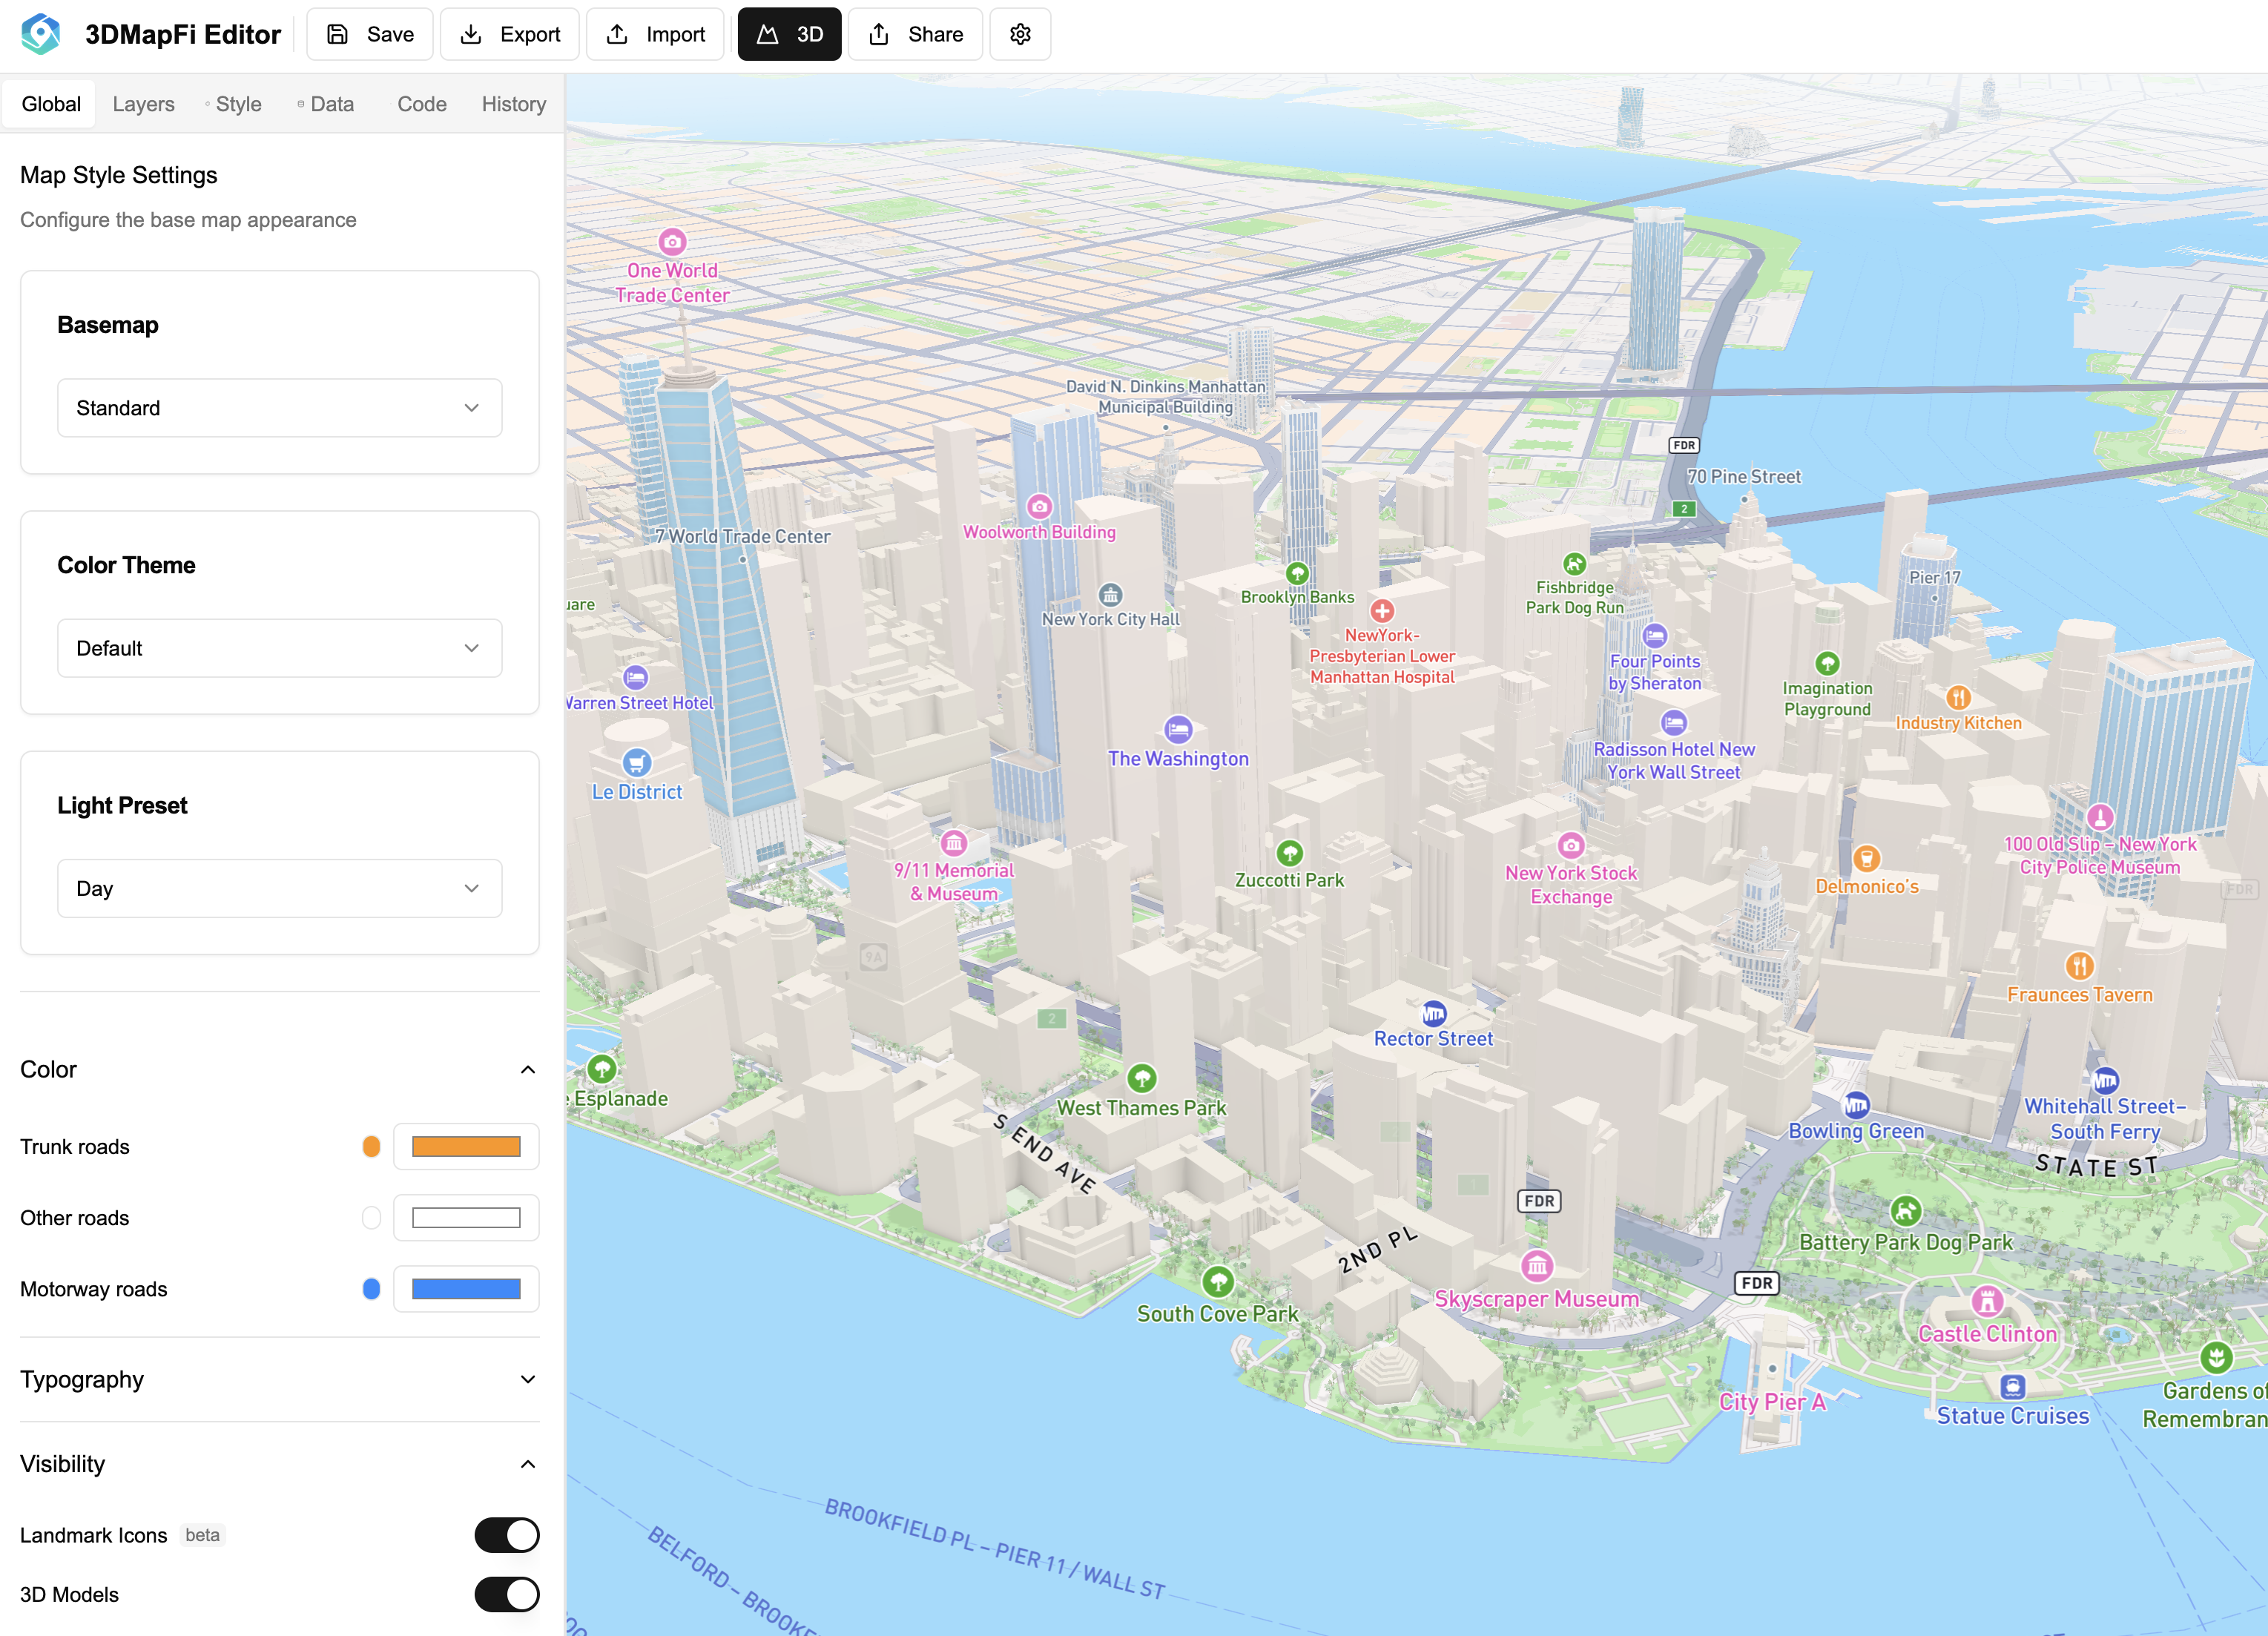 3DMapFi Editor
Save
Export
Import
3D
Share
Global
Layers
Style
Data
Code
History
Map Style Settings
Configure the base map appearance
Basemap
Standard
Color Theme
Default
Light Preset
Day
Color
Trunk roads
Other roads
Motorway roads
Typography
Visibility
Landmark Icons beta
3D Models
One World
Trade Center
David N. Dinkins Manhattan
Municipal Building
FDR
70 Pine Street
2
7 World Trade Center
Woolworth Building
Pier 17
New York City Hall
Brooklyn Banks
Fishbridge
Park Dog Run
uare
NewYork-
Presbyterian Lower
Manhattan Hospital
Four Points
by Sheraton
Imagination
Playground
Industry Kitchen
Warren Street Hotel
The Washington
Radisson Hotel New
York Wall Street
Le District
9/11 Memorial
& Museum
Zuccotti Park
New York Stock
Exchange
Delmonico's
100 Old Slip – New York
City Police Museum
FDR
9A
Fraunces Tavern
2
MTA
Rector Street
e Esplanade
West Thames Park
MTA
Bowling Green
MTA
Whitehall Street–
South Ferry
S END AVE
STATE ST
FDR
2ND PL
Battery Park Dog Park
Skyscraper Museum
FDR
South Cove Park
Castle Clinton
City Pier A
Statue Cruises
Gardens of
Remembran
BROOKFIELD PL – PIER 11 / WALL ST
BELFORD – BROOKF